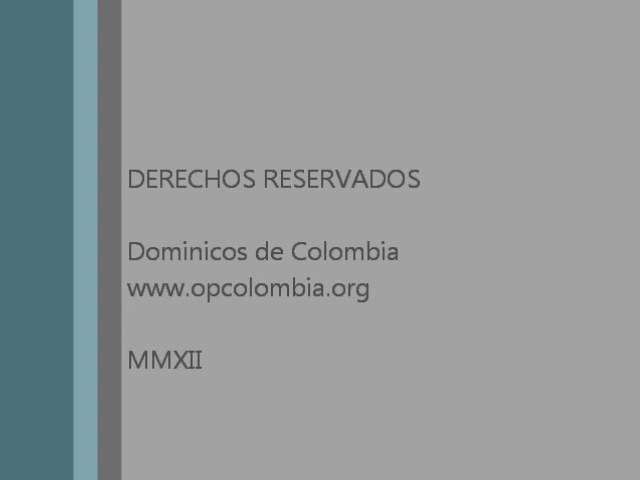 DERECHOS RESERVADOS
Dominicos de Colombia
www.opcolombia.org
MMXII